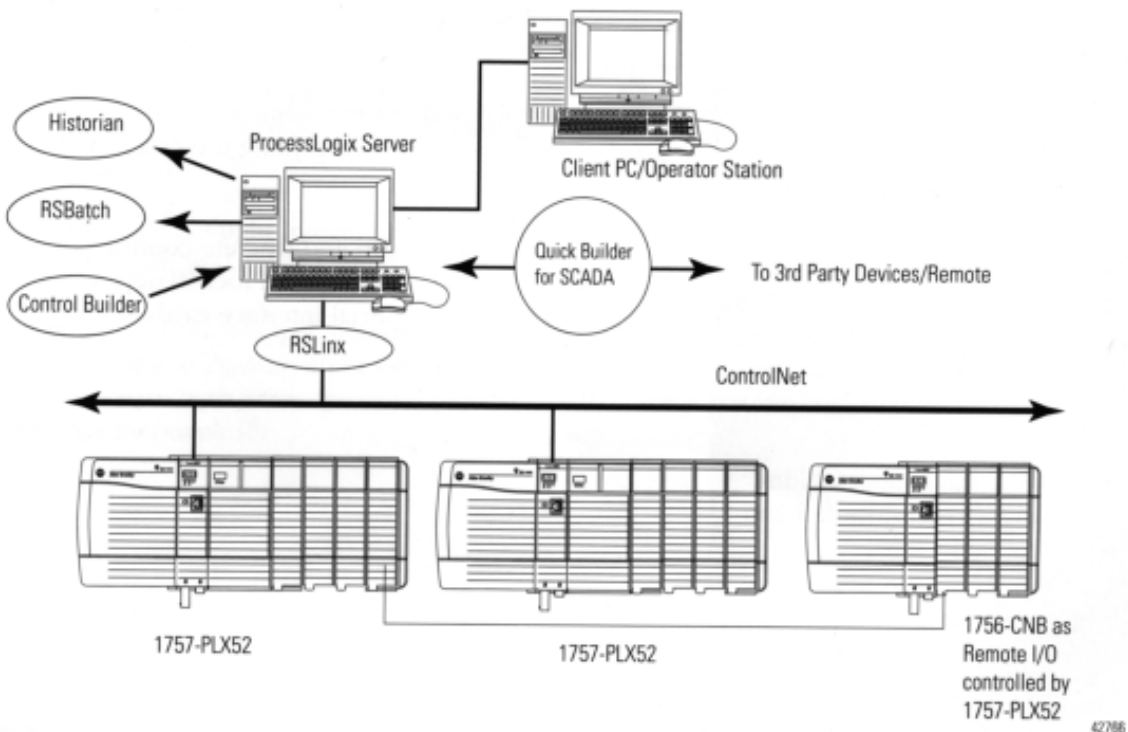 Historian
ProcessLogix Server
Client PC/Operator Station
RSBatch
Quick Builder
for SCADA
To 3rd Party Devices/Remote
Control Builder
RSLinx
ControlNet
1757-PLX52
1757-PLX52
1756-CNB as
Remote I/O
controlled by
1757-PLX52
42766